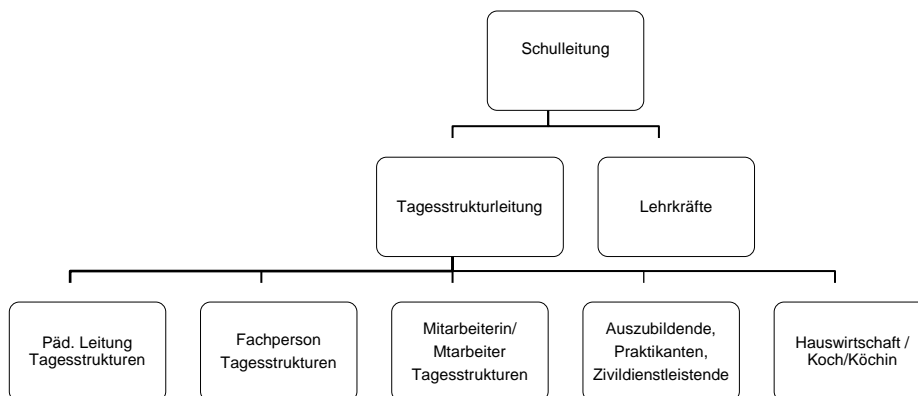 Schulleitung
Tagesstrukturleitung
Lehrkräfte
Päd. Leitung
Tagesstrukturen
Fachperson
Tagesstrukturen
Mitarbeiterin/
Mtarbeiter
Tagesstrukturen
Auszubildende,
Praktikanten,
Zivildienstleistende
Hauswirtschaft /
Koch/Köchin